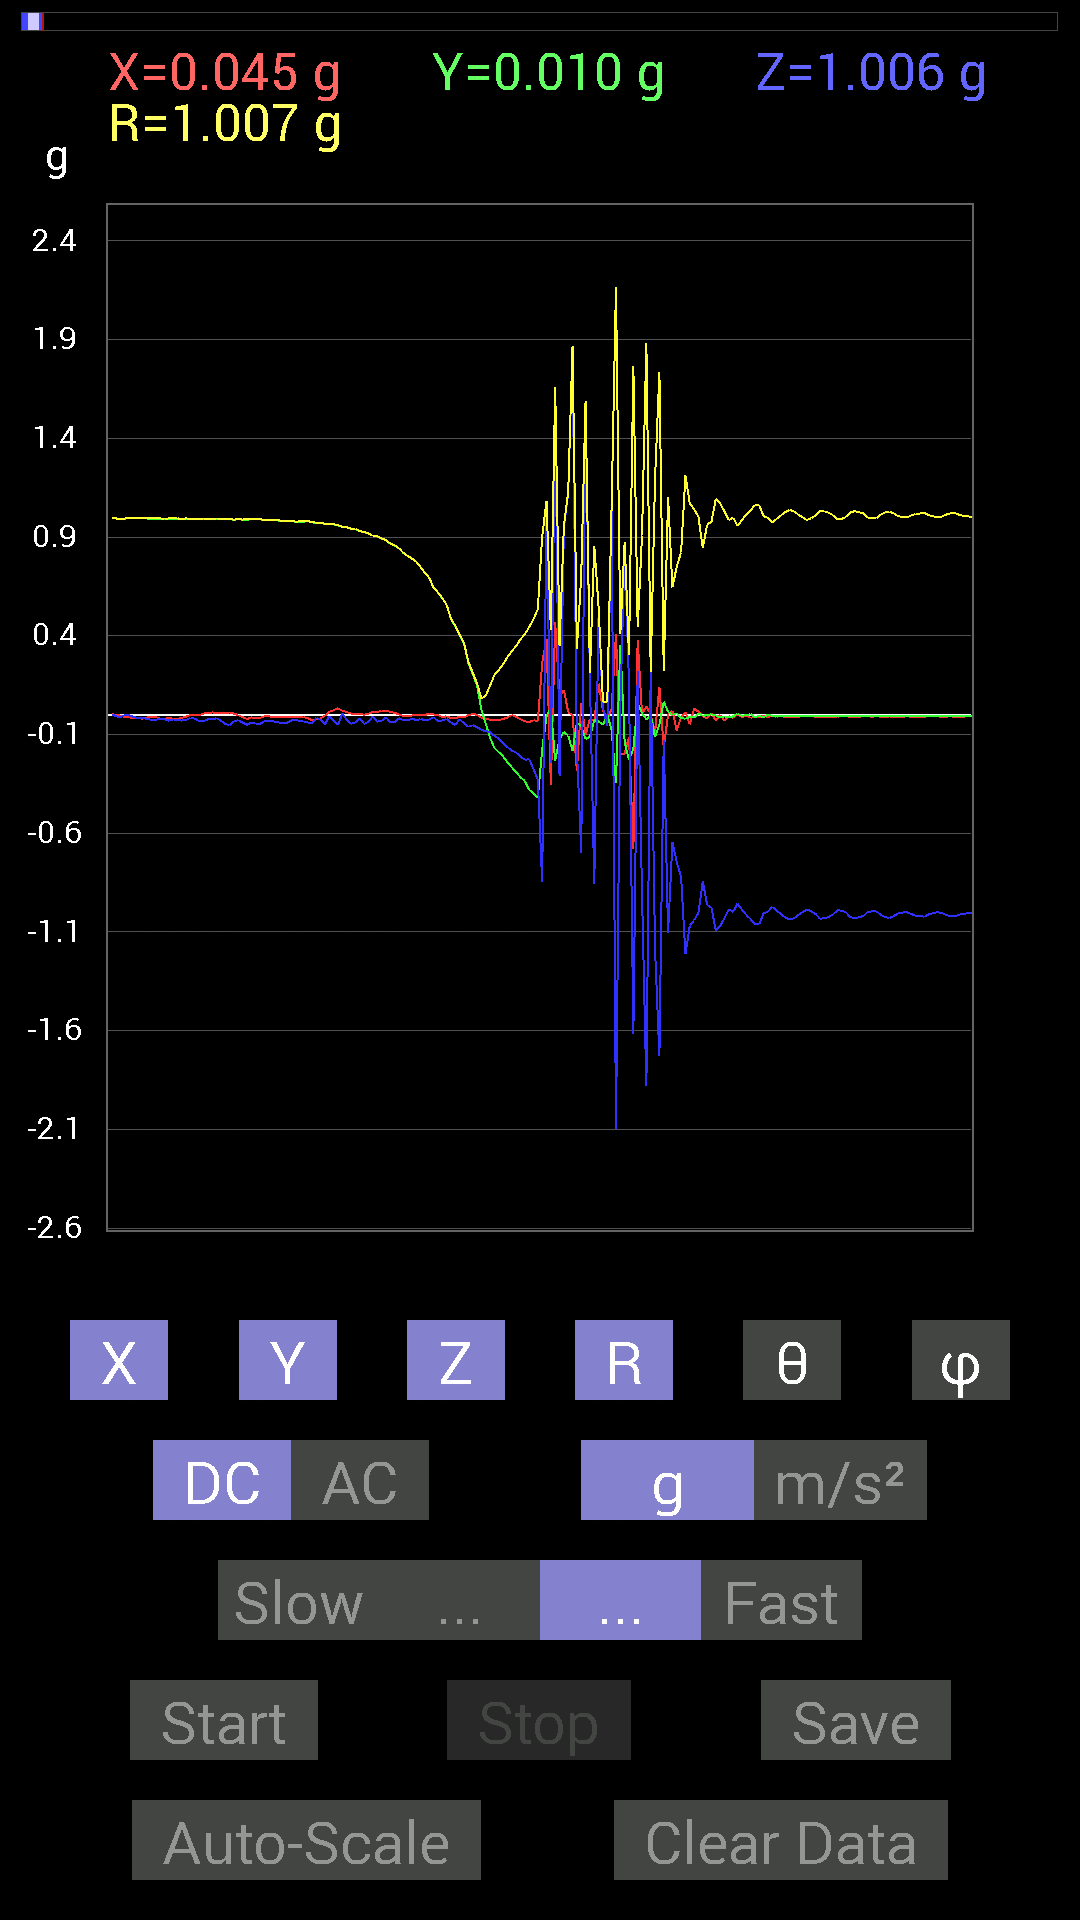 X=0.045 g Y=0.010 g Z=1.006 g
R=1.007 g
g
2.4
1.9
1.4
0.9
0.4
-0.1
-0.6
-1.1
-1.6
-2.1
-2.6
X Y Z R θ φ
DC AC g m/s²
Slow ... ... Fast
Start Stop Save
Auto-Scale Clear Data